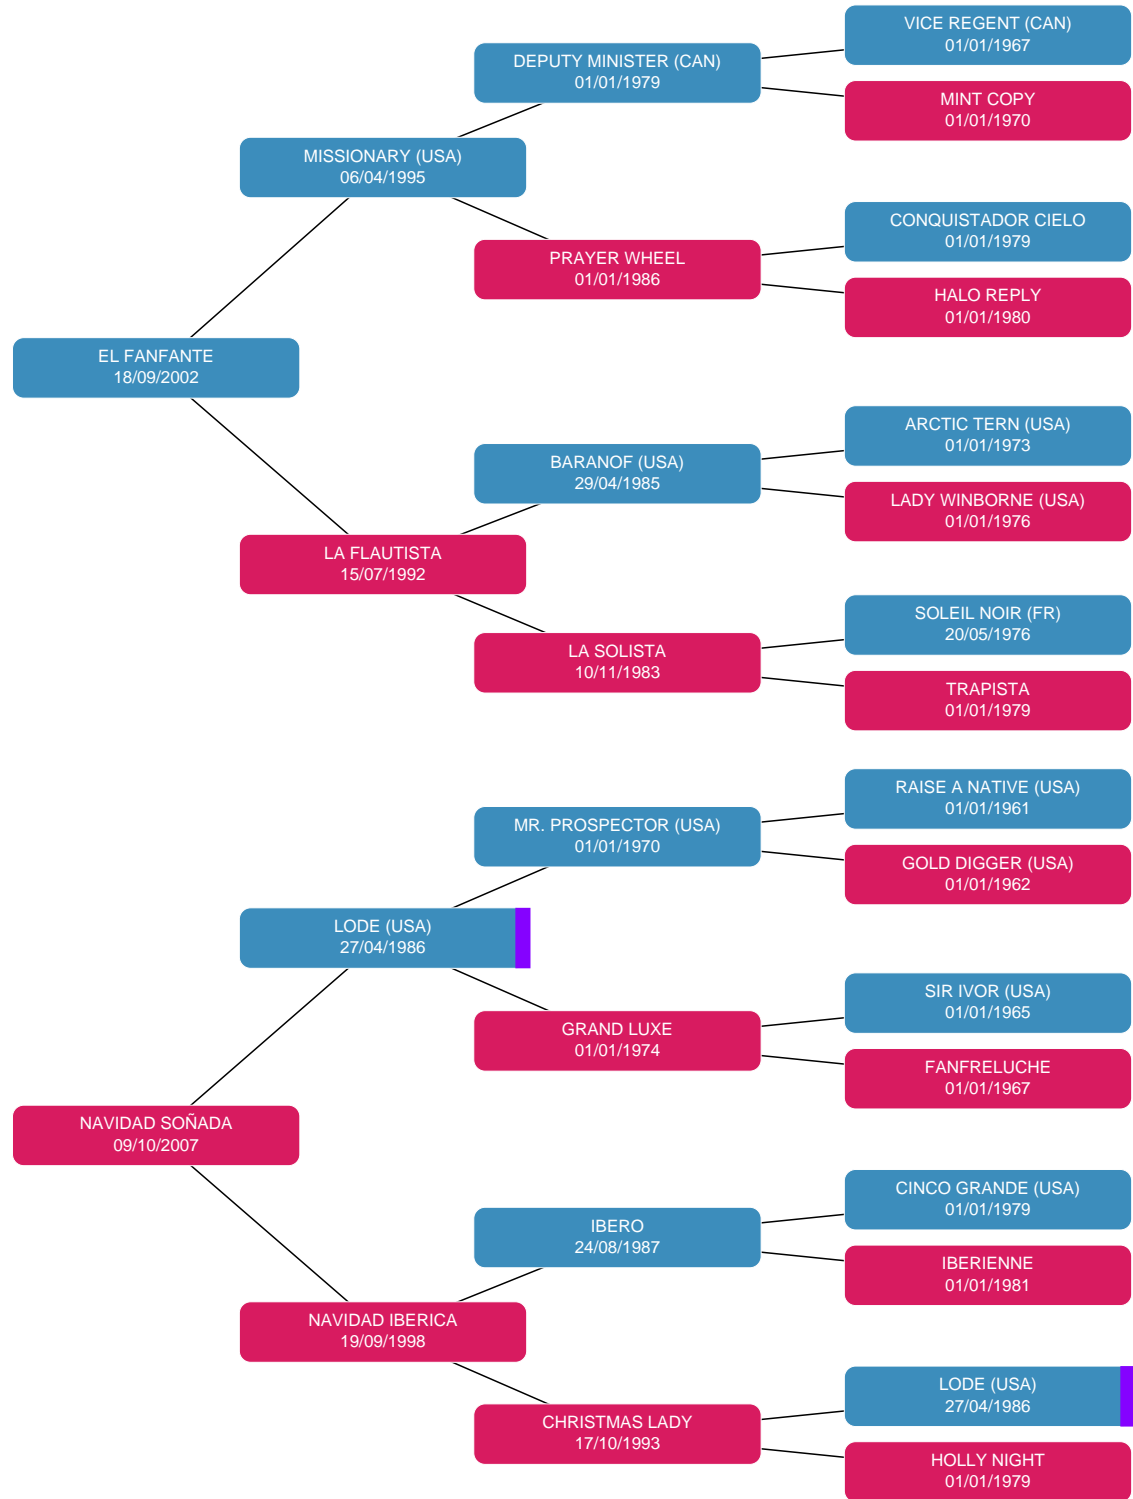 VICE REGENT (CAN)
01/01/1967
DEPUTY MINISTER (CAN)
01/01/1979
MINT COPY
01/01/1970
MISSIONARY (USA)
06/04/1995
CONQUISTADOR CIELO
01/01/1979
PRAYER WHEEL
01/01/1986
HALO REPLY
01/01/1980
EL FANFANTE
18/09/2002
ARCTIC TERN (USA)
01/01/1973
BARANOF (USA)
29/04/1985
LADY WINBORNE (USA)
01/01/1976
LA FLAUTISTA
15/07/1992
SOLEIL NOIR (FR)
20/05/1976
LA SOLISTA
10/11/1983
TRAPISTA
01/01/1979
RAISE A NATIVE (USA)
01/01/1961
MR. PROSPECTOR (USA)
01/01/1970
GOLD DIGGER (USA)
01/01/1962
LODE (USA)
27/04/1986
SIR IVOR (USA)
01/01/1965
GRAND LUXE
01/01/1974
FANFRELUCHE
01/01/1967
NAVIDAD SOÑADA
09/10/2007
CINCO GRANDE (USA)
01/01/1979
IBERO
24/08/1987
IBERIENNE
01/01/1981
NAVIDAD IBERICA
19/09/1998
LODE (USA)
27/04/1986
CHRISTMAS LADY
17/10/1993
HOLLY NIGHT
01/01/1979